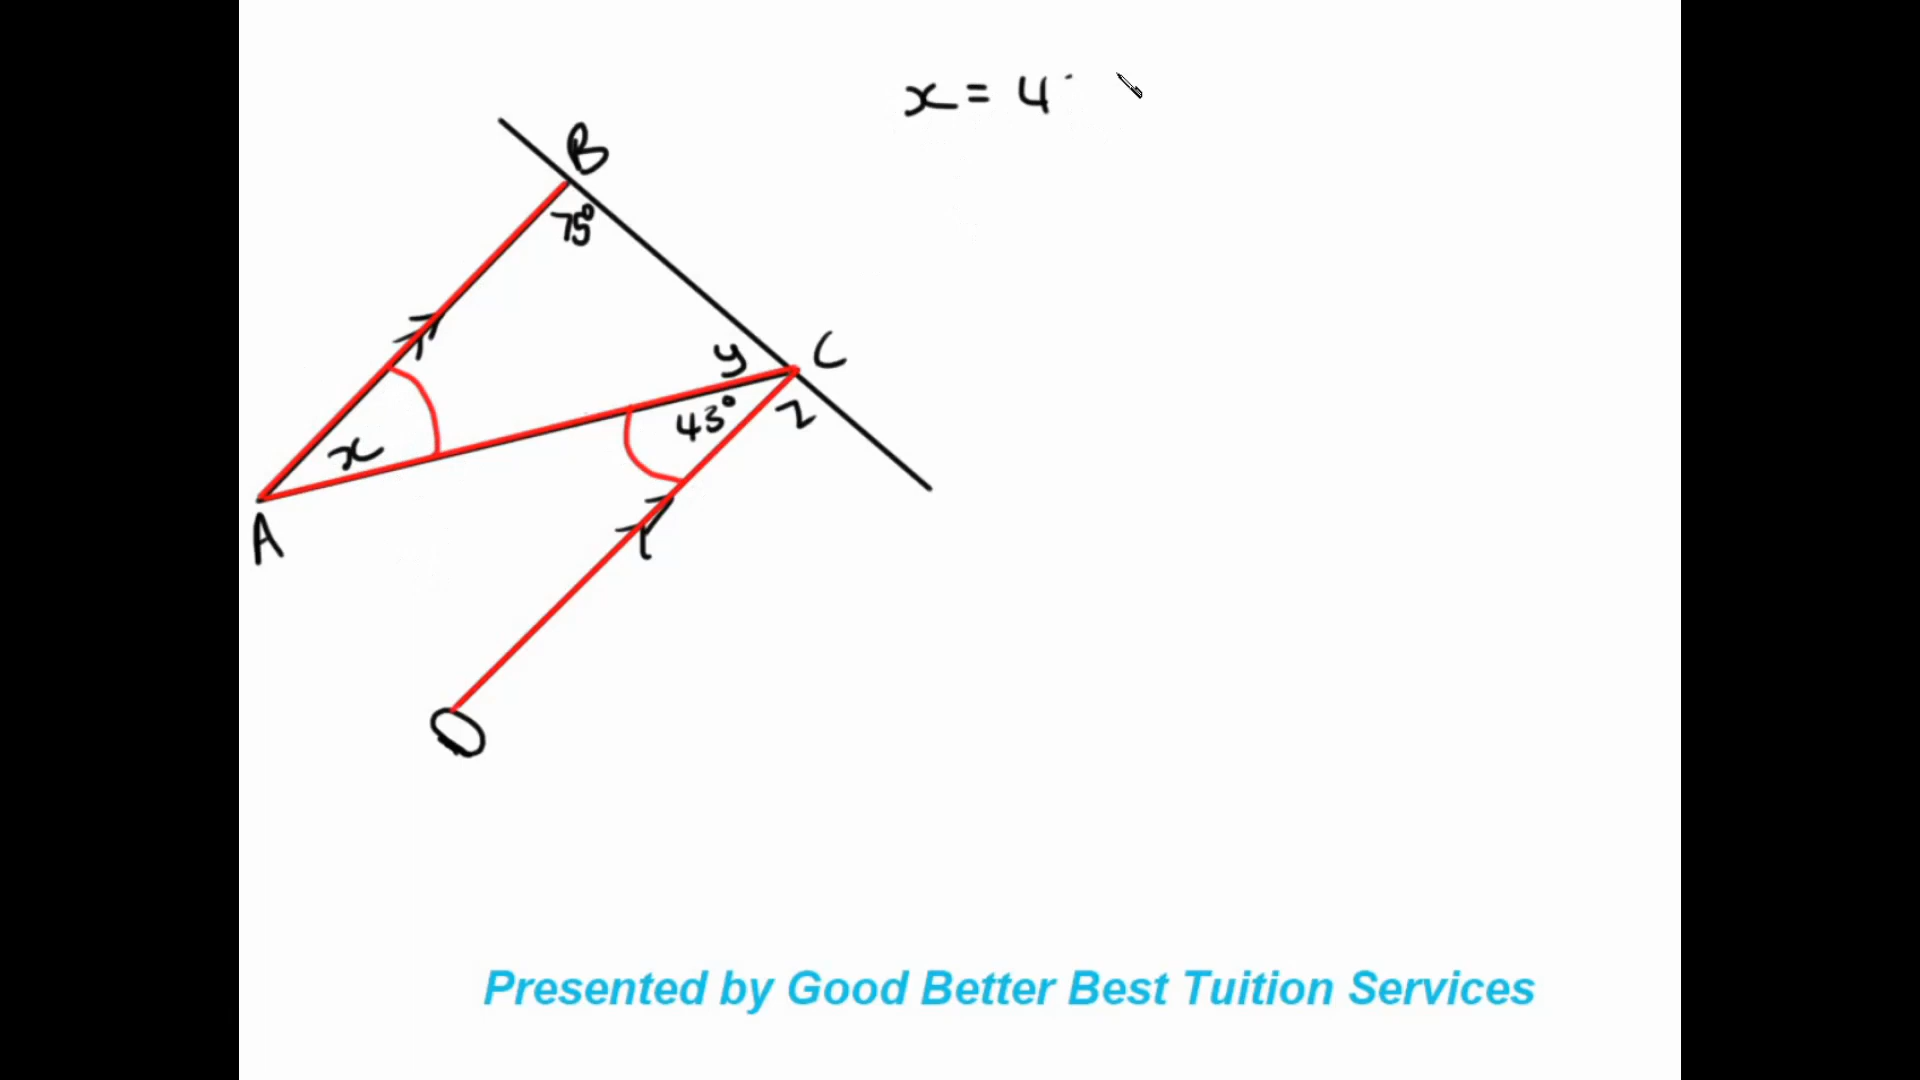 x = 4
B
75°
y
C
43°
z
x
A
D
Presented by Good Better Best Tuition Services